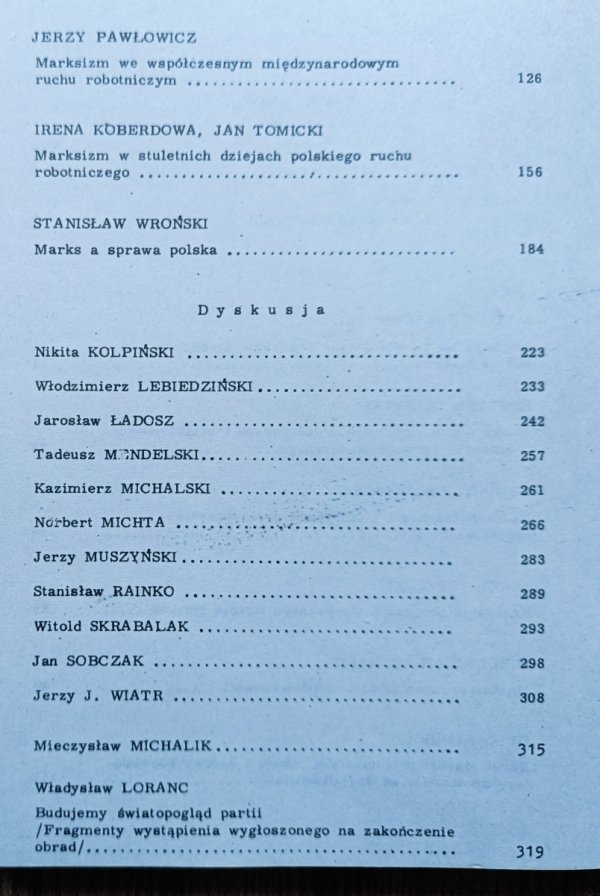 JERZY PAWŁOWICZ
Marksizm we współczesnym międzynarodowym
ruchu robotniczym ................................ 126
IRENA KOBERDOWA, JAN TOMICKI
Marksizm w stuletnich dziejach polskiego ruchu
robotniczego ..................................... 156
STANISŁAW WROŃSKI
Marks a sprawa polska ........................... 184
Dyskusja
Nikita KOLPIŃSKI ................................ 223
Włodzimierz LEBIEDZIŃSKI........................ 233
Jarosław ŁADOSZ ................................. 242
Tadeusz ............................... 257
Kazimierz MICHALSKI ............................ 261
Norbert MICHTA .................................. 266
Jerzy MUSZYŃSKI................................. 283
Stanisław RAINKO ................................ 289
Witold SKRABALAK ............................... 293
Jan SOBCZAK .................................... 298
Jerzy J. WIATR .................................. 308
Mieczysław MICHALIK............................. 315
Władysław LORANC
Budujemy światopogląd partii
/Fragmenty wystąpienia wygłoszonego na zakończenie
obrad/............................................ 319